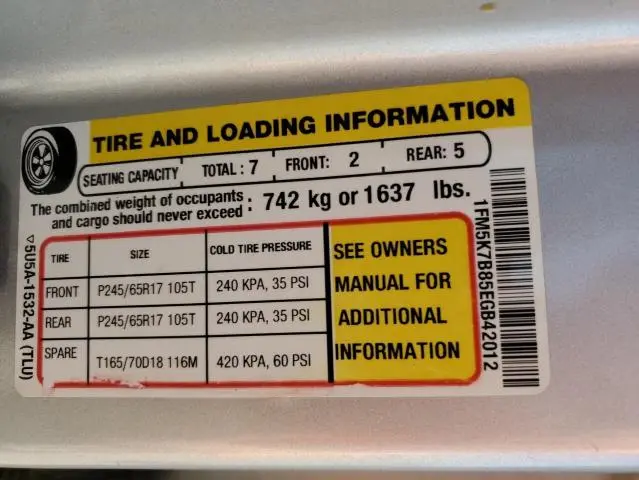 TIRE AND LOADING INFORMATION
SEATING CAPACITY TOTAL: 7 FRONT: 2 REAR: 5
The combined weight of occupants
and cargo should never exceed : 742 kg or 1637 lbs.
TIRE SIZE COLD TIRE PRESSURE
FRONT P245/65R17 105T 240 KPA, 35 PSI
REAR P245/65R17 105T 240 KPA, 35 PSI
SPARE T165/70D18 116M 420 KPA, 60 PSI
SEE OWNERS
MANUAL FOR
ADDITIONAL
INFORMATION
5U5A-1532-AA (TLU)
1FM5K7B85EGB42012